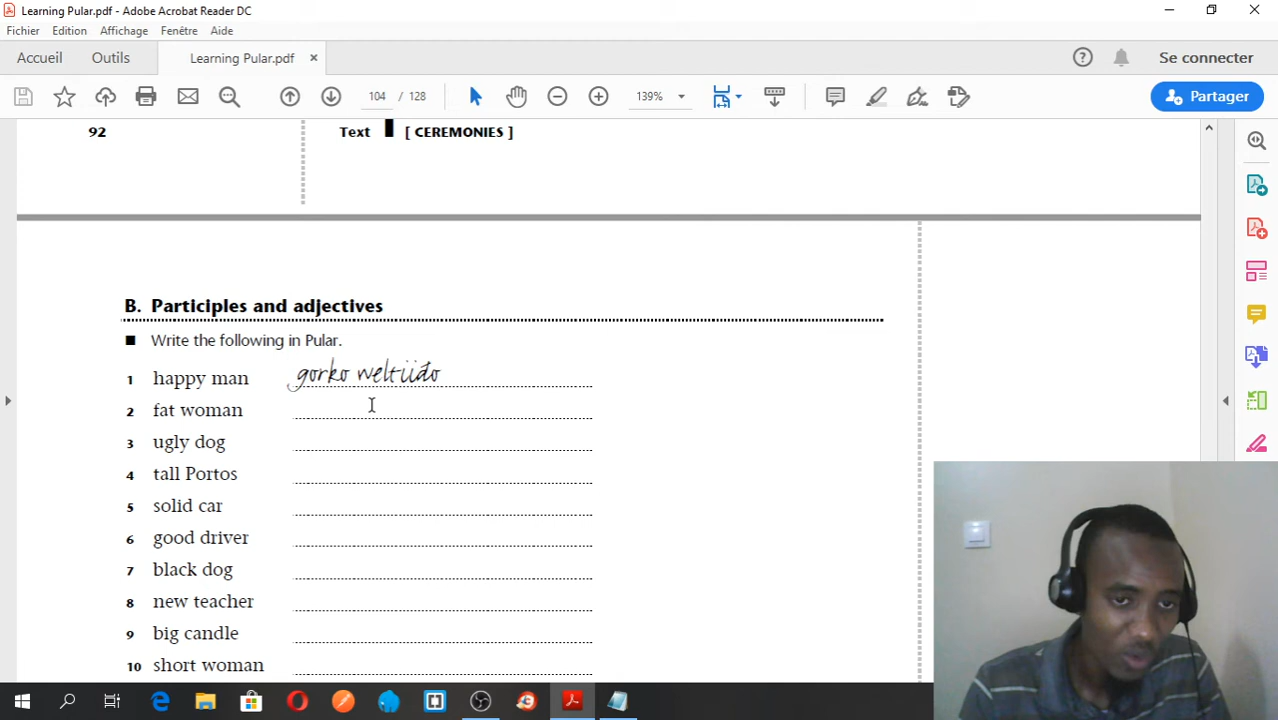 Learning Pular.pdf - Adobe Acrobat Reader DC
Fichier Edition Affichage Fenêtre Aide
Accueil Outils Learning Pular.pdf × Se connecter
104 / 128 139% Partager
92 Text [ CEREMONIES ]
B. Participles and adjectives
■ Write the following in Pular.
1 happy man gorko weltiiɗo
2 fat woman
3 ugly dog
4 tall Portos
5 solid car
6 good driver
7 black dog
8 new teacher
9 big candle
10 short woman